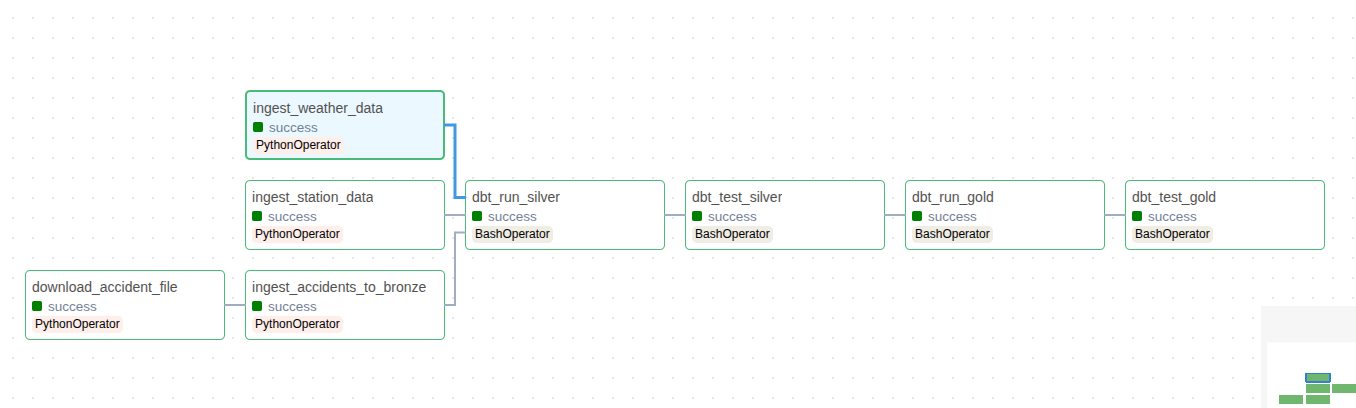 ingest_weather_data
success
PythonOperator
ingest_station_data
success
PythonOperator
dbt_run_silver
success
BashOperator
dbt_test_silver
success
BashOperator
dbt_run_gold
success
BashOperator
dbt_test_gold
success
BashOperator
download_accident_file
success
PythonOperator
ingest_accidents_to_bronze
success
PythonOperator